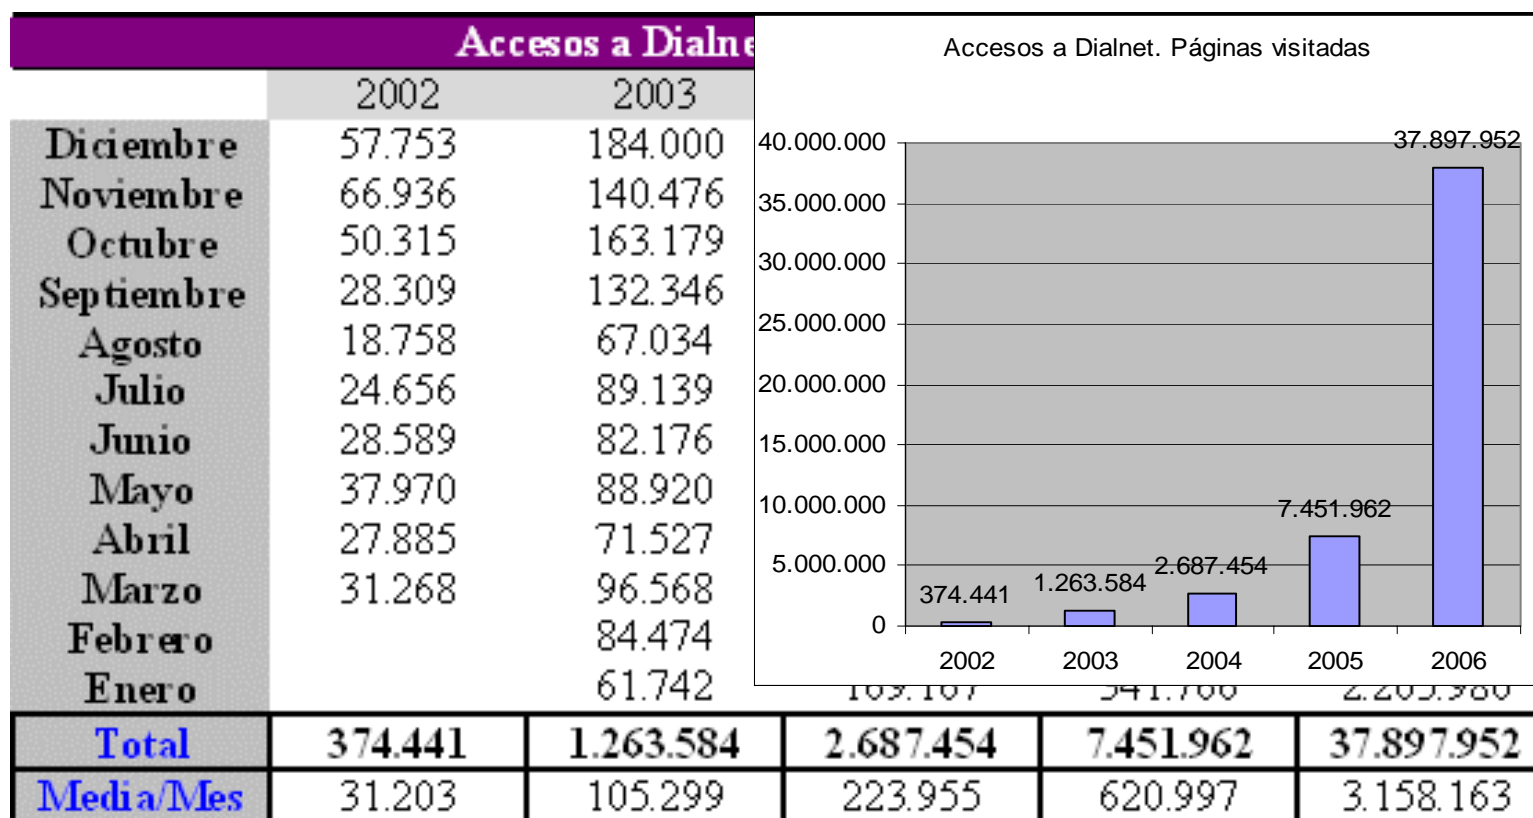 Accesos a Dialne
2002 2003
Diciembre 57.753 184.000
Noviembre 66.936 140.476
Octubre 50.315 163.179
Septiembre 28.309 132.346
Agosto 18.758 67.034
Julio 24.656 89.139
Junio 28.589 82.176
Mayo 37.970 88.920
Abril 27.885 71.527
Marzo 31.268 96.568
Febrero 84.474
Enero 61.742
Total 374.441 1.263.584 2.687.454 7.451.962 37.897.952
Media/Mes 31.203 105.299 223.955 620.997 3.158.163
Accesos a Dialnet. Páginas visitadas
40.000.000
35.000.000
30.000.000
25.000.000
20.000.000
15.000.000
10.000.000
5.000.000
0
374.441 1.263.584 2.687.454 7.451.962 37.897.952
2002 2003 2004 2005 2006